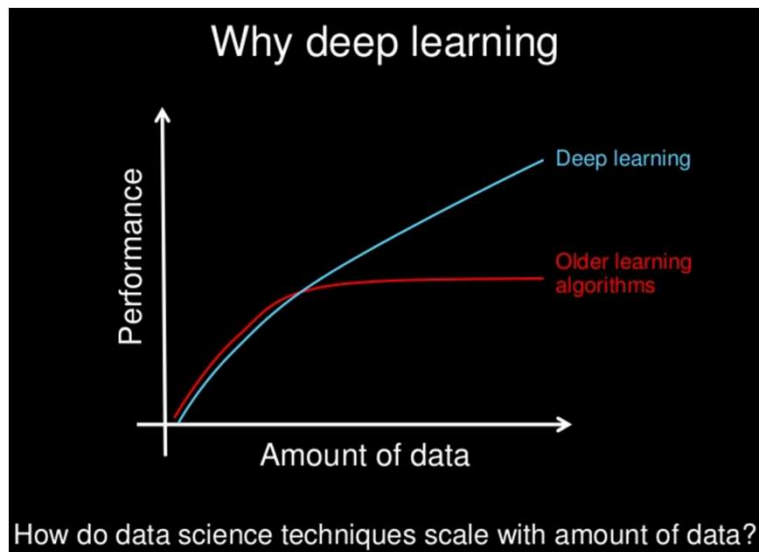 Why deep learning
Performance
Deep learning
Older learning
algorithms
Amount of data
How do data science techniques scale with amount of data?